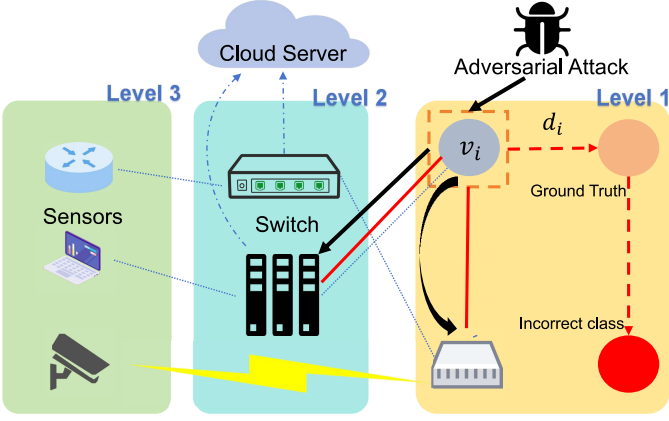 Cloud Server
Adversarial Attack
Level 3
Level 2
Level 1
v_i
d_i
Ground Truth
Sensors
Switch
Incorrect class